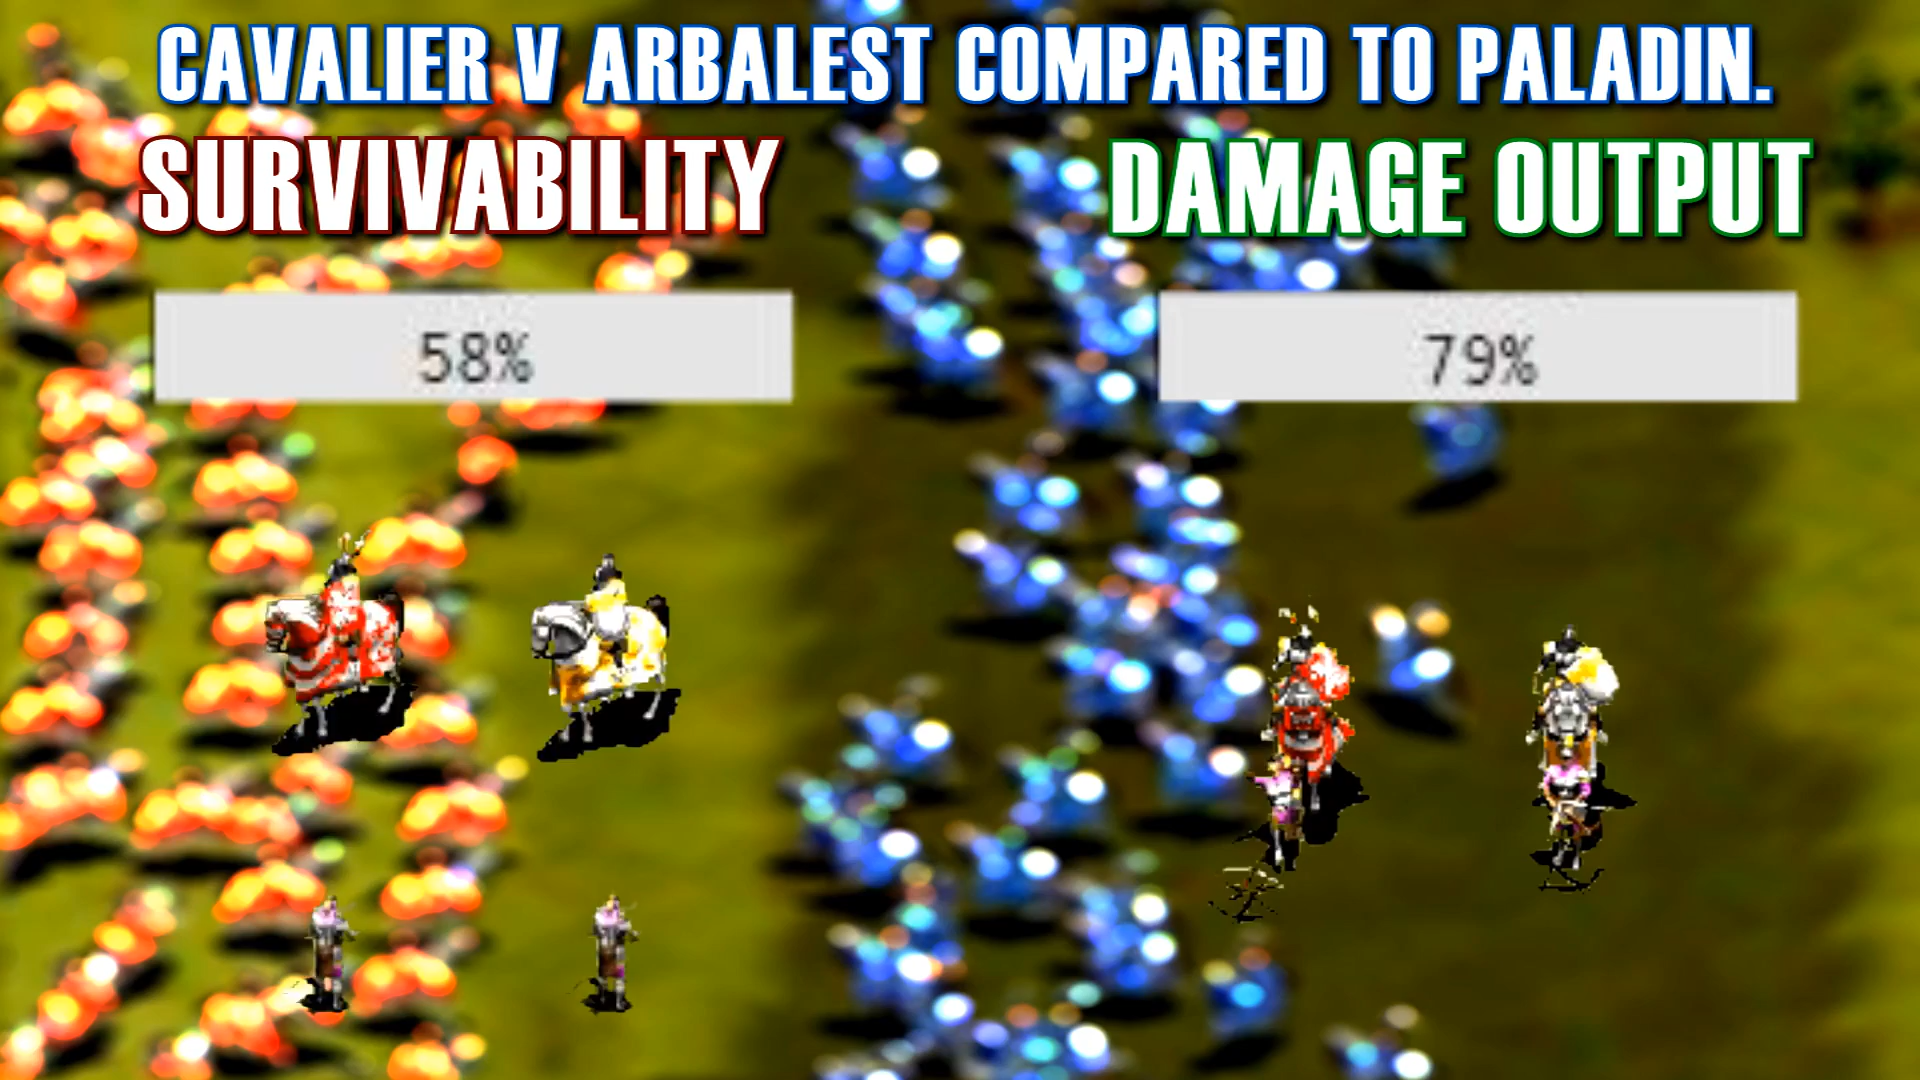 CAVALIER V ARBALEST COMPARED TO PALADIN.
SURVIVABILITY DAMAGE OUTPUT
58% 79%